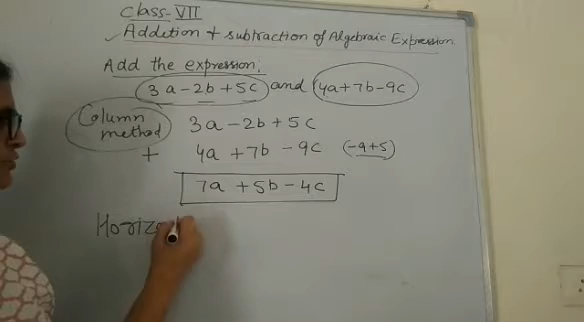 Class-VII
Addition + subtraction of Algebraic Expression
Add the expression:
3a-2b+5c and 4a+7b-9c
Column method 3a-2b+5c
+ 4a+7b-9c (-9+5)
7a+5b-4c
Horiz